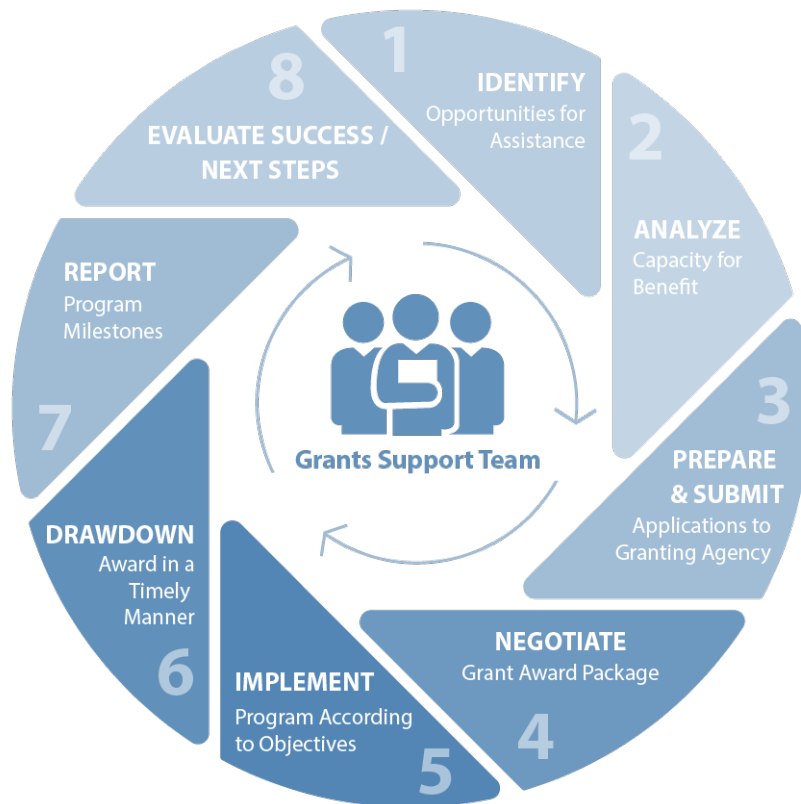 1
IDENTIFY
Opportunities for
Assistance
2
ANALYZE
Capacity for
Benefit
3
PREPARE
& SUBMIT
Applications to
Granting Agency
4
NEGOTIATE
Grant Award Package
5
IMPLEMENT
Program According
to Objectives
6
DRAWDOWN
Award in a
Timely
Manner
7
REPORT
Program
Milestones
8
EVALUATE SUCCESS /
NEXT STEPS
Grants Support Team